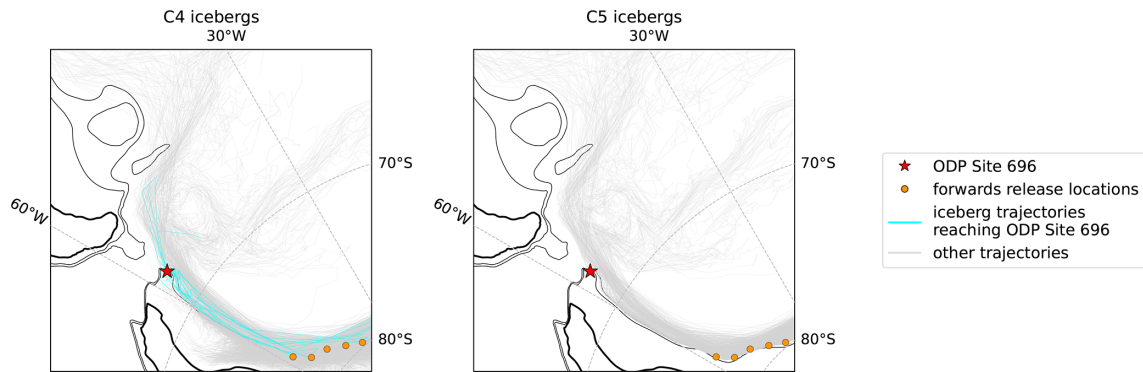 C4 icebergs
30°W
C5 icebergs
30°W
70°S
70°S
60°W
60°W
80°S
80°S
ODP Site 696
forwards release locations
iceberg trajectories
reaching ODP Site 696
other trajectories